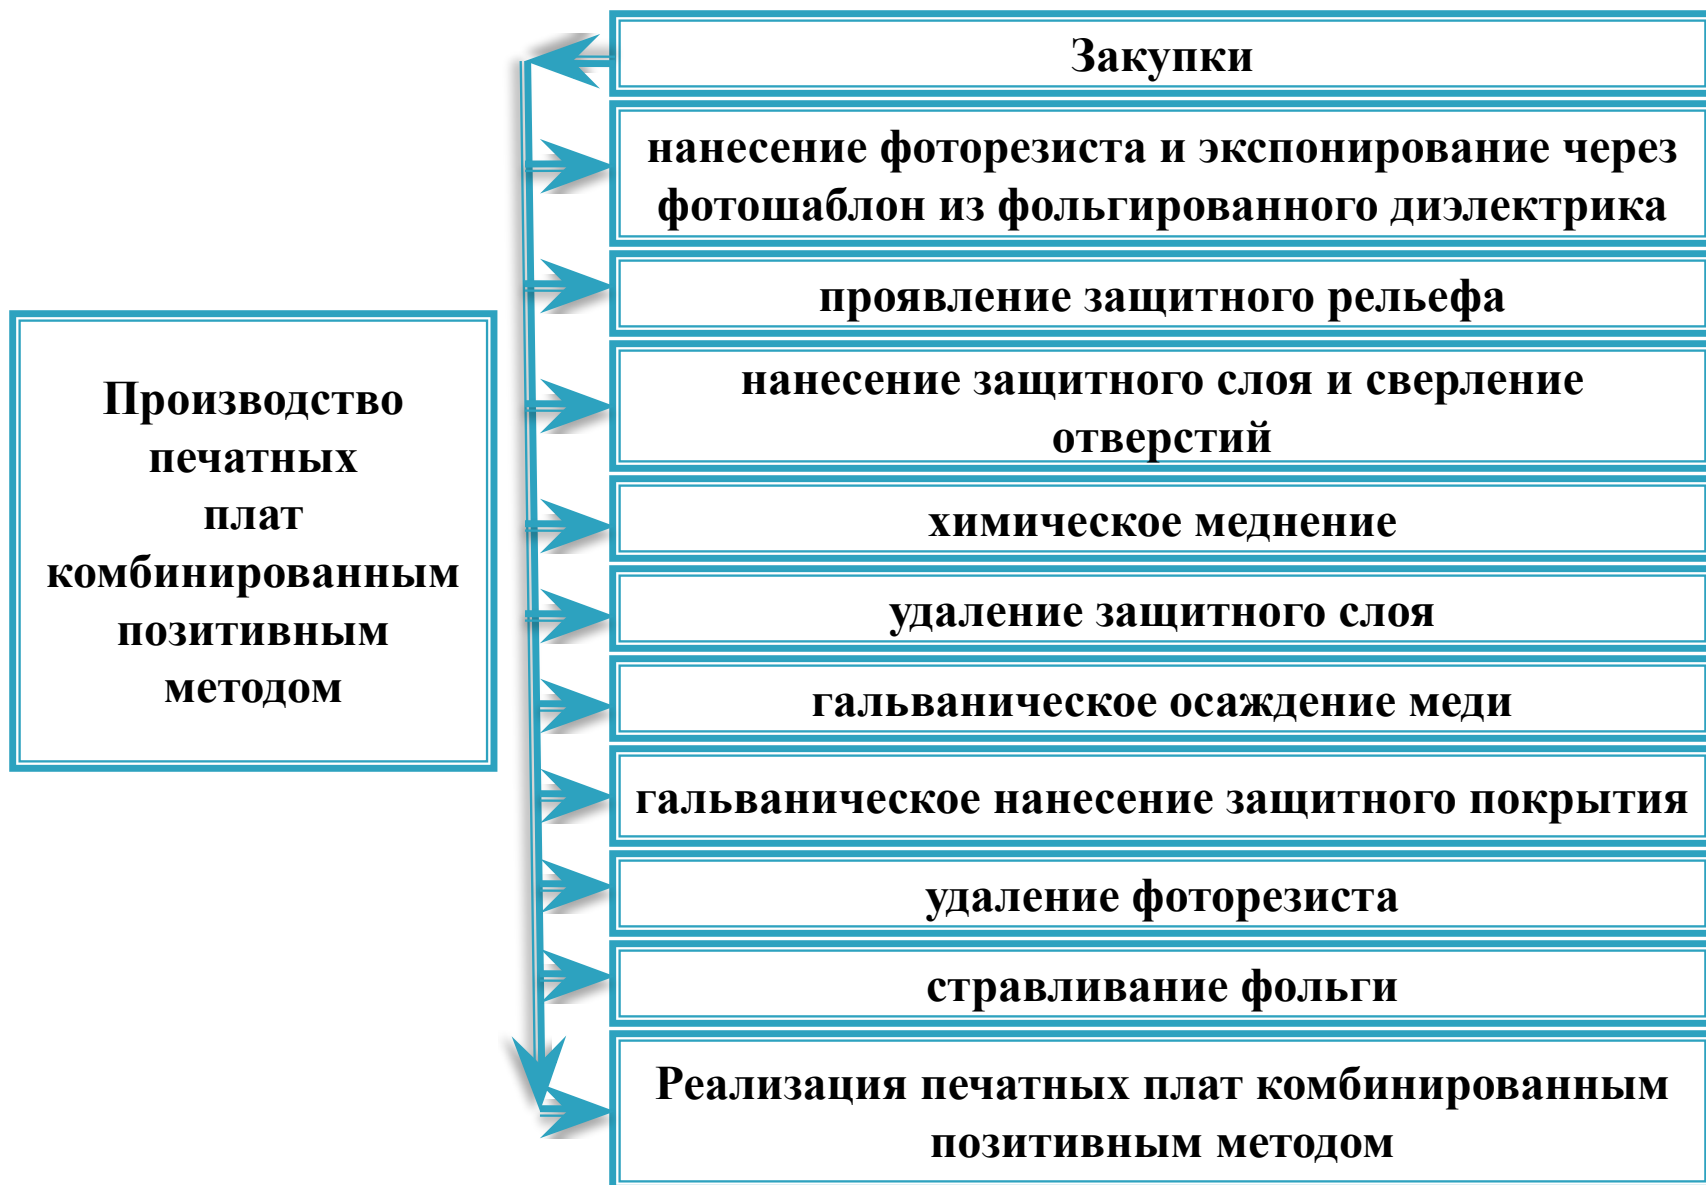 Производство
печатных
плат
комбинированным
позитивным
методом
Закупки
нанесение фоторезиста и экспонирование через
фотошаблон из фольгированного диэлектрика
проявление защитного рельефа
нанесение защитного слоя и сверление
отверстий
химическое меднение
удаление защитного слоя
гальваническое осаждение меди
гальваническое нанесение защитного покрытия
удаление фоторезиста
стравливание фольги
Реализация печатных плат комбинированным
позитивным методом